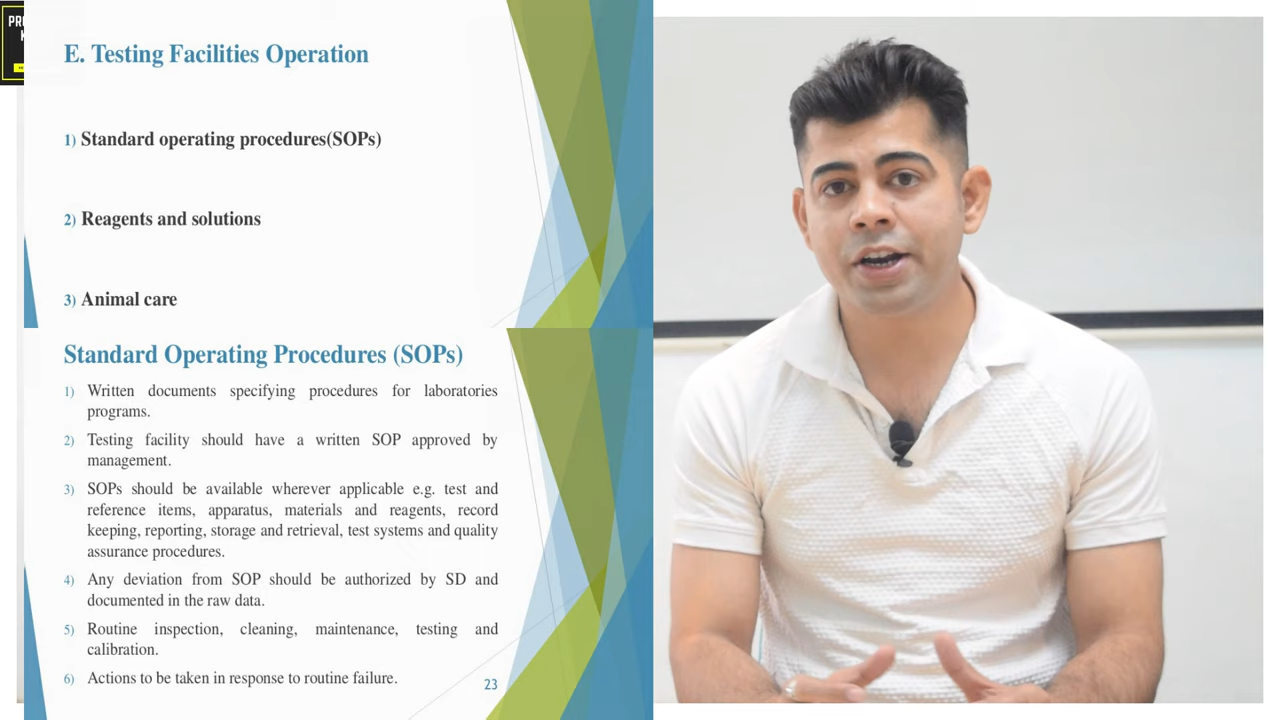 E. Testing Facilities Operation
1) Standard operating procedures(SOPs)
2) Reagents and solutions
3) Animal care
Standard Operating Procedures (SOPs)
1) Written documents specifying procedures for laboratories
programs.
2) Testing facility should have a written SOP approved by
management.
3) SOPs should be available wherever applicable e.g. test and
reference items, apparatus, materials and reagents, record
keeping, reporting, storage and retrieval, test systems and quality
assurance procedures.
4) Any deviation from SOP should be authorized by SD and
documented in the raw data.
5) Routine inspection, cleaning, maintenance, testing and
calibration.
6) Actions to be taken in response to routine failure.
23